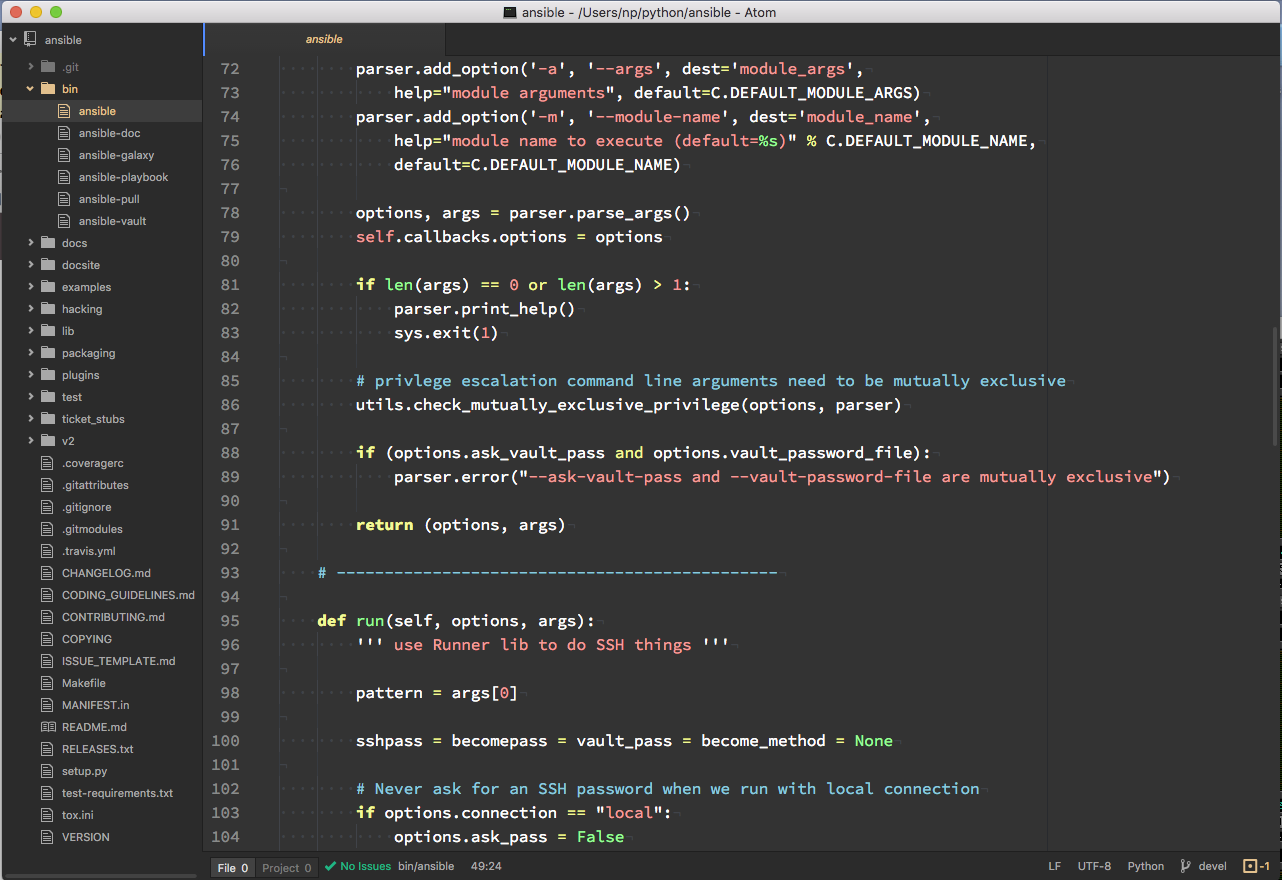 ansible - /Users/np/python/ansible - Atom
ansible
.git
bin
ansible
ansible-doc
ansible-galaxy
ansible-playbook
ansible-pull
ansible-vault
docs
docsite
examples
hacking
lib
packaging
plugins
test
ticket_stubs
v2
.coveragerc
.gitattributes
.gitignore
.gitmodules
.travis.yml
CHANGELOG.md
CODING_GUIDELINES.md
CONTRIBUTING.md
COPYING
ISSUE_TEMPLATE.md
Makefile
MANIFEST.in
README.md
RELEASES.txt
setup.py
test-requirements.txt
tox.ini
VERSION
ansible
72 parser.add_option('-a', '--args', dest='module_args',
73 help="module arguments", default=C.DEFAULT_MODULE_ARGS)
74 parser.add_option('-m', '--module-name', dest='module_name',
75 help="module name to execute (default=%s)" % C.DEFAULT_MODULE_NAME,
76 default=C.DEFAULT_MODULE_NAME)
77
78 options, args = parser.parse_args()
79 self.callbacks.options = options
80
81 if len(args) == 0 or len(args) > 1:
82 parser.print_help()
83 sys.exit(1)
84
85 # privlege escalation command line arguments need to be mutually exclusive
86 utils.check_mutually_exclusive_privilege(options, parser)
87
88 if (options.ask_vault_pass and options.vault_password_file):
89 parser.error("--ask-vault-pass and --vault-password-file are mutually exclusive")
90
91 return (options, args)
92
93 # ----------------------------------------------
94
95 def run(self, options, args):
96 ''' use Runner lib to do SSH things '''
97
98 pattern = args[0]
99
100 sshpass = becomepass = vault_pass = become_method = None
101
102 # Never ask for an SSH password when we run with local connection
103 if options.connection == "local":
104 options.ask_pass = False
File 0 Project 0 No Issues bin/ansible 49:24 LF UTF-8 Python devel -1